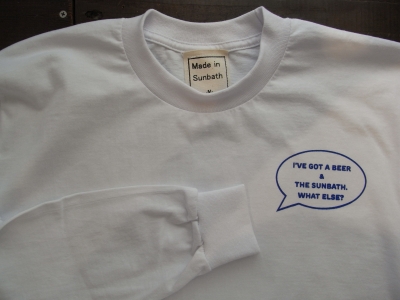 Made in
Sunbath
I'VE GOT A BEER
&
THE SUNBATH.
WHAT ELSE?